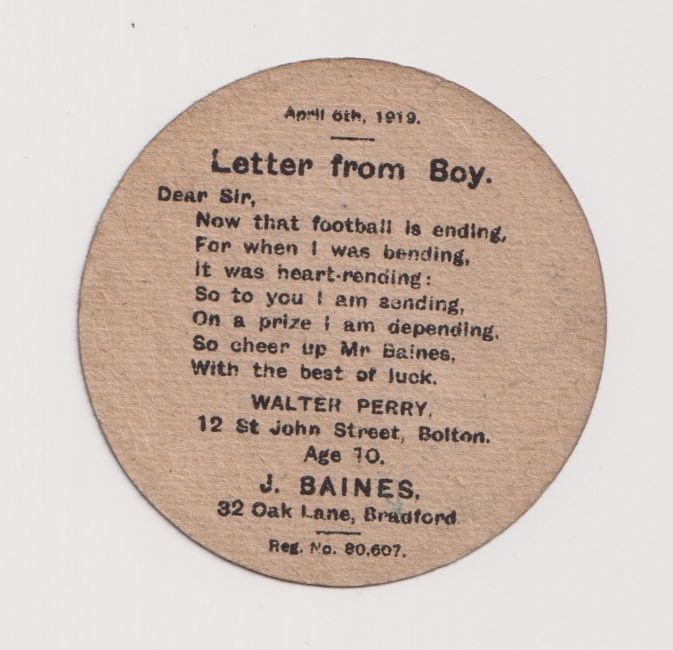 April 6th, 1919.
Letter from Boy.
Dear Sir,
Now that football is ending,
For when I was bending,
It was heart-rending:
So to you I am sending,
On a prize I am depending,
So cheer up Mr Baines,
With the best of luck.
WALTER PERRY,
12 St John Street, Bolton.
Age 10.
J. BAINES,
32 Oak Lane, Bradford
Reg. No. 80,607.